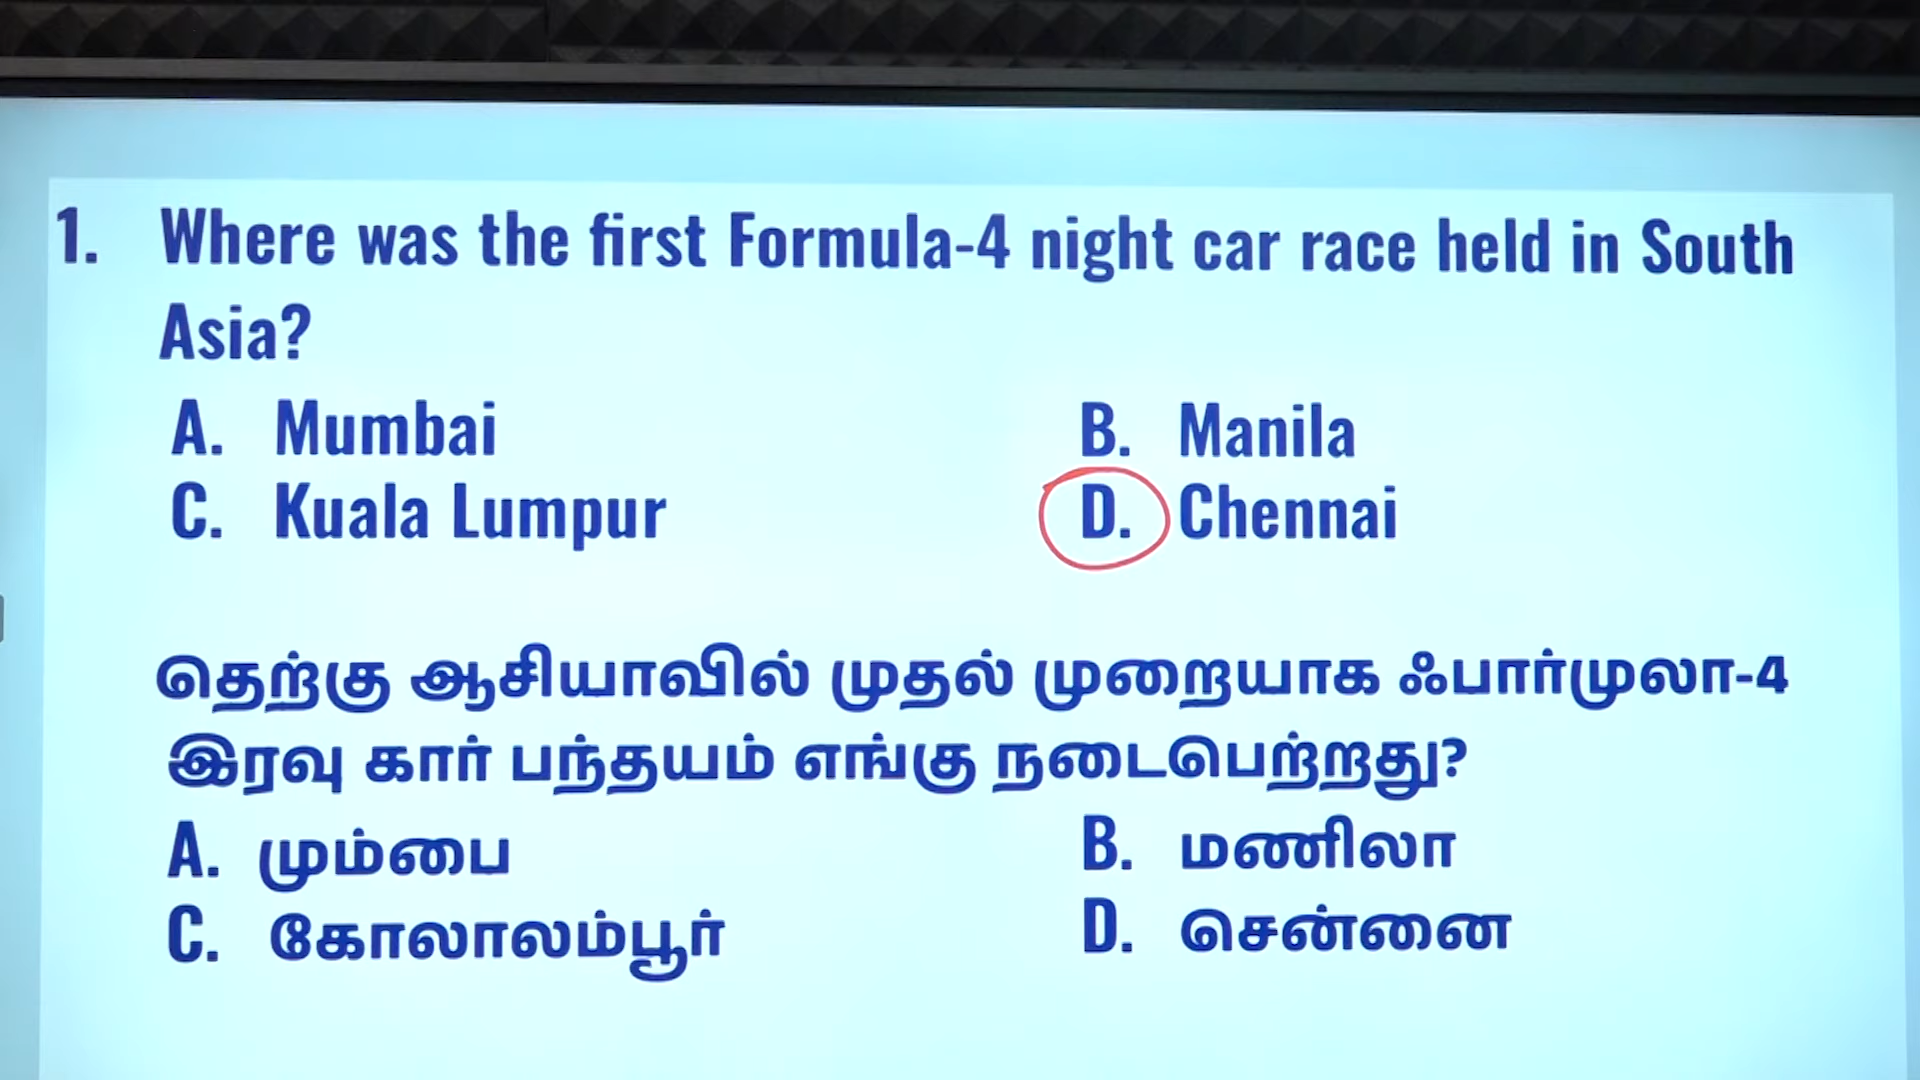 1. Where was the first Formula-4 night car race held in South
Asia?
A. Mumbai B. Manila
C. Kuala Lumpur D. Chennai
தெற்கு ஆசியாவில் முதல் முறையாக ஃபார்முலா-4
இரவு கார் பந்தயம் எங்கு நடைபெற்றது?
A. மும்பை B. மணிலா
C. கோலாலம்பூர் D. சென்னை